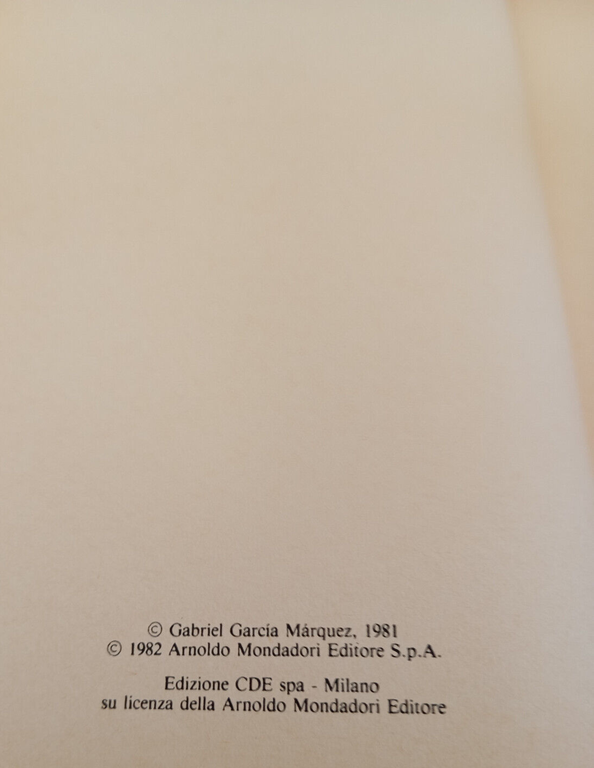 © Gabriel García Márquez, 1981
© 1982 Arnoldo Mondadori Editore S.p.A.
Edizione CDE spa - Milano
su licenza della Arnoldo Mondadori Editore